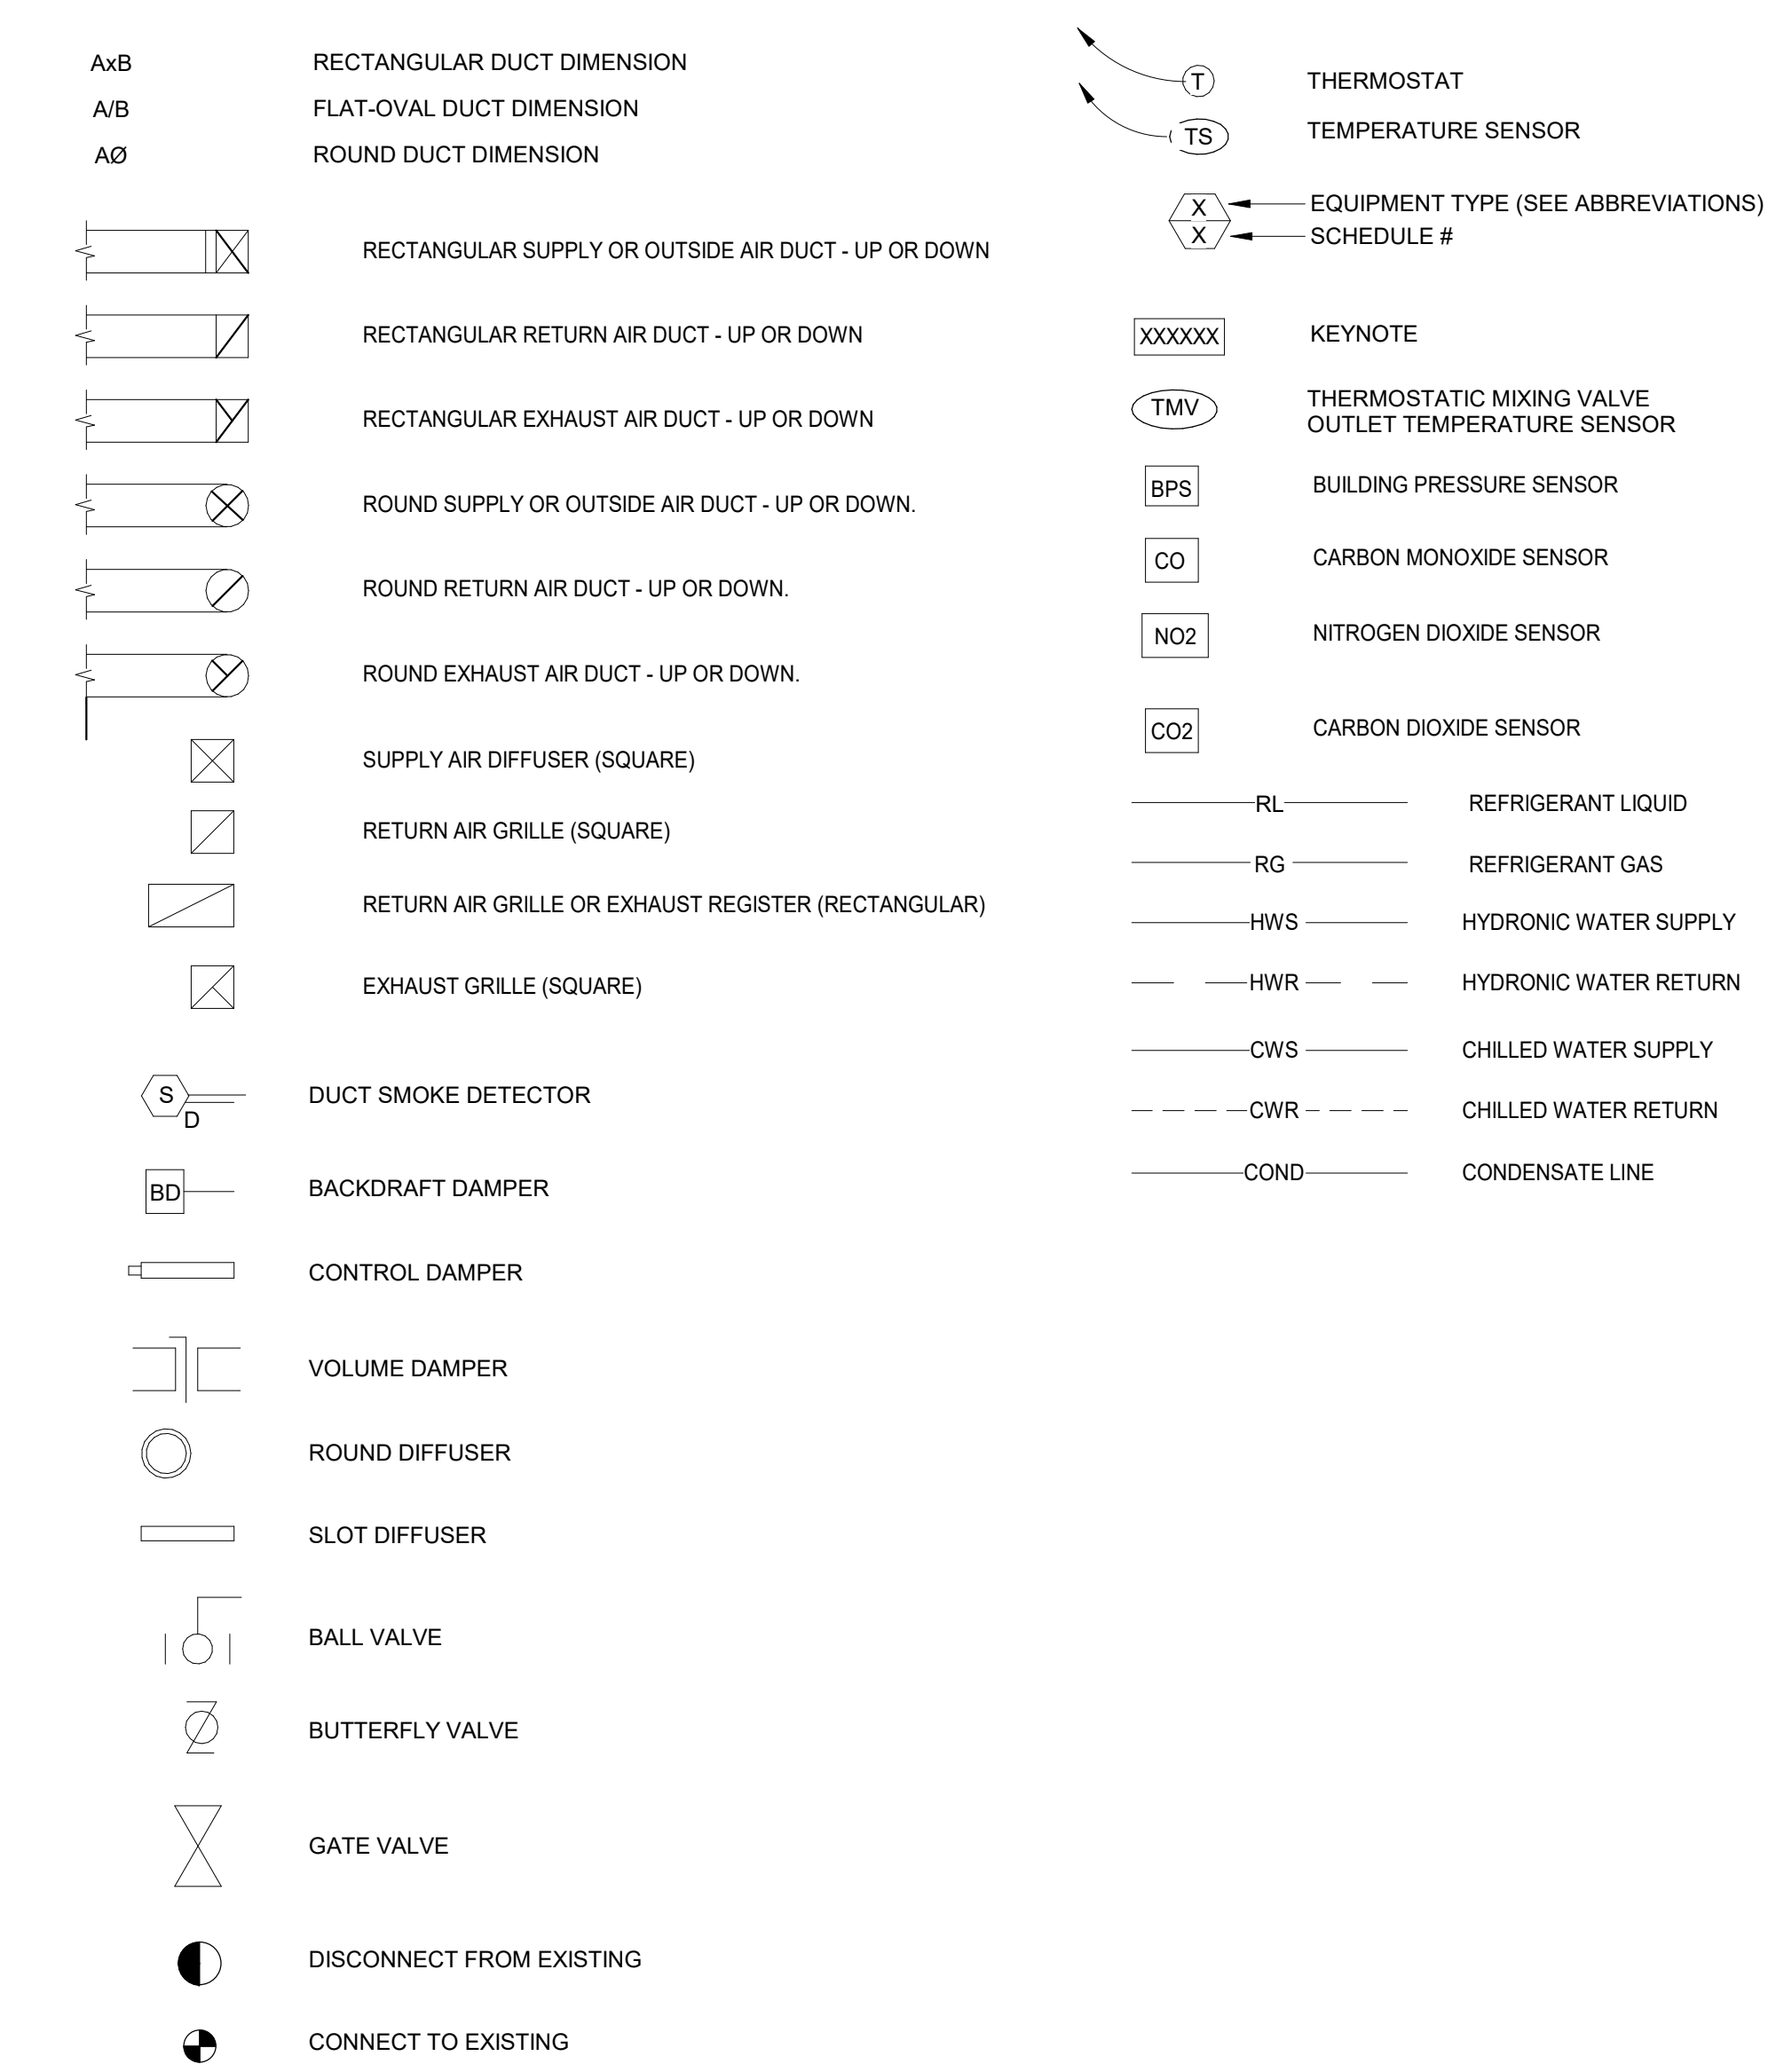 AxB RECTANGULAR DUCT DIMENSION
A/B FLAT-OVAL DUCT DIMENSION
AØ ROUND DUCT DIMENSION
RECTANGULAR SUPPLY OR OUTSIDE AIR DUCT - UP OR DOWN
RECTANGULAR RETURN AIR DUCT - UP OR DOWN
RECTANGULAR EXHAUST AIR DUCT - UP OR DOWN
ROUND SUPPLY OR OUTSIDE AIR DUCT - UP OR DOWN.
ROUND RETURN AIR DUCT - UP OR DOWN.
ROUND EXHAUST AIR DUCT - UP OR DOWN.
SUPPLY AIR DIFFUSER (SQUARE)
RETURN AIR GRILLE (SQUARE)
RETURN AIR GRILLE OR EXHAUST REGISTER (RECTANGULAR)
EXHAUST GRILLE (SQUARE)
S D DUCT SMOKE DETECTOR
BD BACKDRAFT DAMPER
CONTROL DAMPER
VOLUME DAMPER
ROUND DIFFUSER
SLOT DIFFUSER
BALL VALVE
BUTTERFLY VALVE
GATE VALVE
DISCONNECT FROM EXISTING
CONNECT TO EXISTING
T THERMOSTAT
TS TEMPERATURE SENSOR
X EQUIPMENT TYPE (SEE ABBREVIATIONS)
X SCHEDULE #
XXXXXX KEYNOTE
TMV THERMOSTATIC MIXING VALVE
OUTLET TEMPERATURE SENSOR
BPS BUILDING PRESSURE SENSOR
CO CARBON MONOXIDE SENSOR
NO2 NITROGEN DIOXIDE SENSOR
CO2 CARBON DIOXIDE SENSOR
RL REFRIGERANT LIQUID
RG REFRIGERANT GAS
HWS HYDRONIC WATER SUPPLY
HWR HYDRONIC WATER RETURN
CWS CHILLED WATER SUPPLY
CWR CHILLED WATER RETURN
COND CONDENSATE LINE